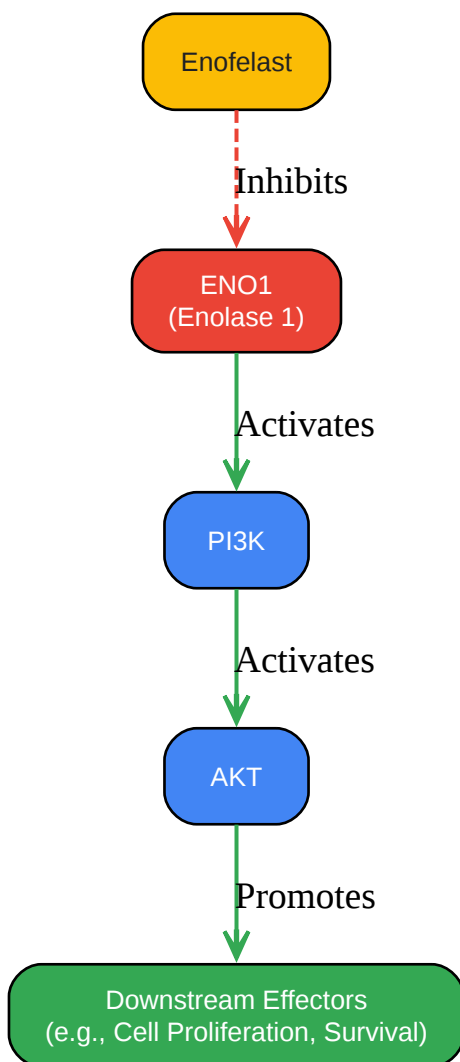 Enofelast
Inhibits
ENO1
(Enolase 1)
Activates
PI3K
Activates
AKT
Promotes
Downstream Effectors
(e.g., Cell Proliferation, Survival)